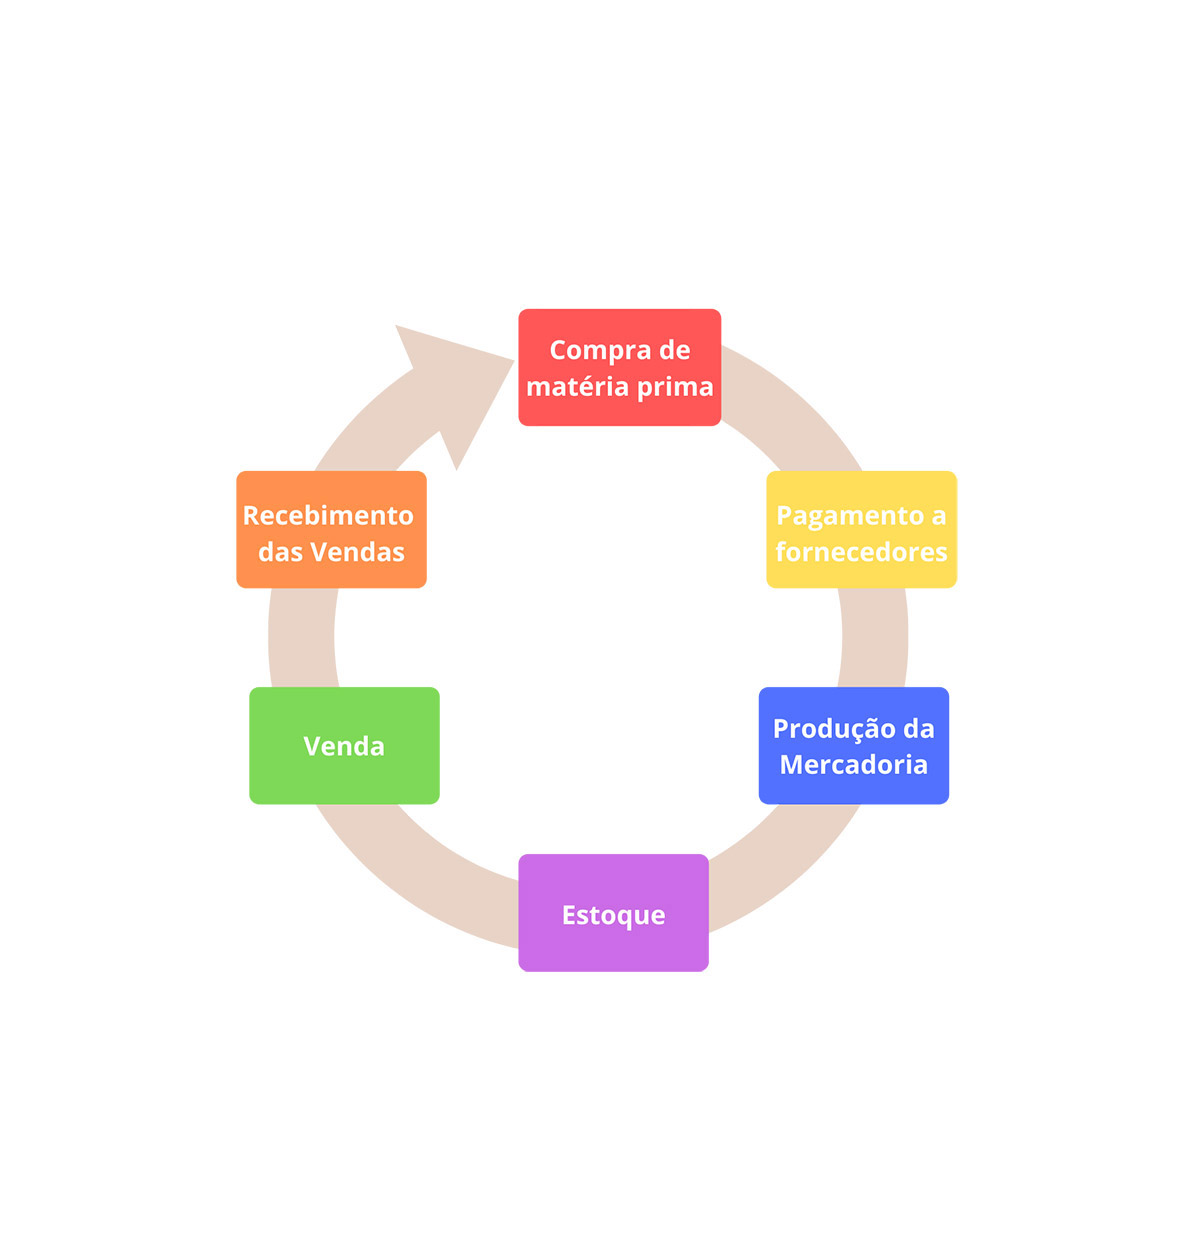 Compra de
matéria prima
Pagamento a
fornecedores
Produção da
Mercadoria
Estoque
Venda
Recebimento
das Vendas